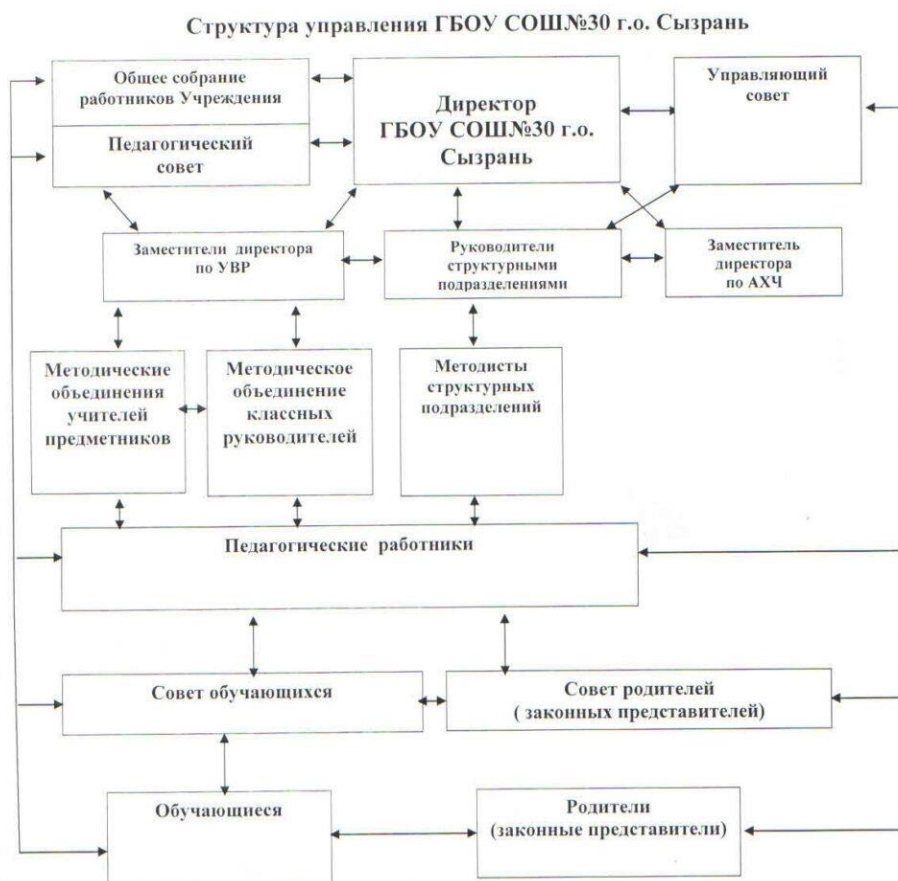 Структура управления ГБОУ СОШ№30 г.о. Сызрань
Общее собрание
работников Учреждения
Педагогический
совет
Директор
ГБОУ СОШ№30 г.о.
Сызрань
Управляющий
совет
Заместители директора
по УВР
Руководители
структурными
подразделениями
Заместитель
директора
по АХЧ
Методические
объединения
учителей
предметников
Методическое
объединение
классных
руководителей
Методисты
структурных
подразделений
Педагогические работники
Совет обучающихся
Совет родителей
( законных представителей)
Обучающиеся
Родители
(законные представители)